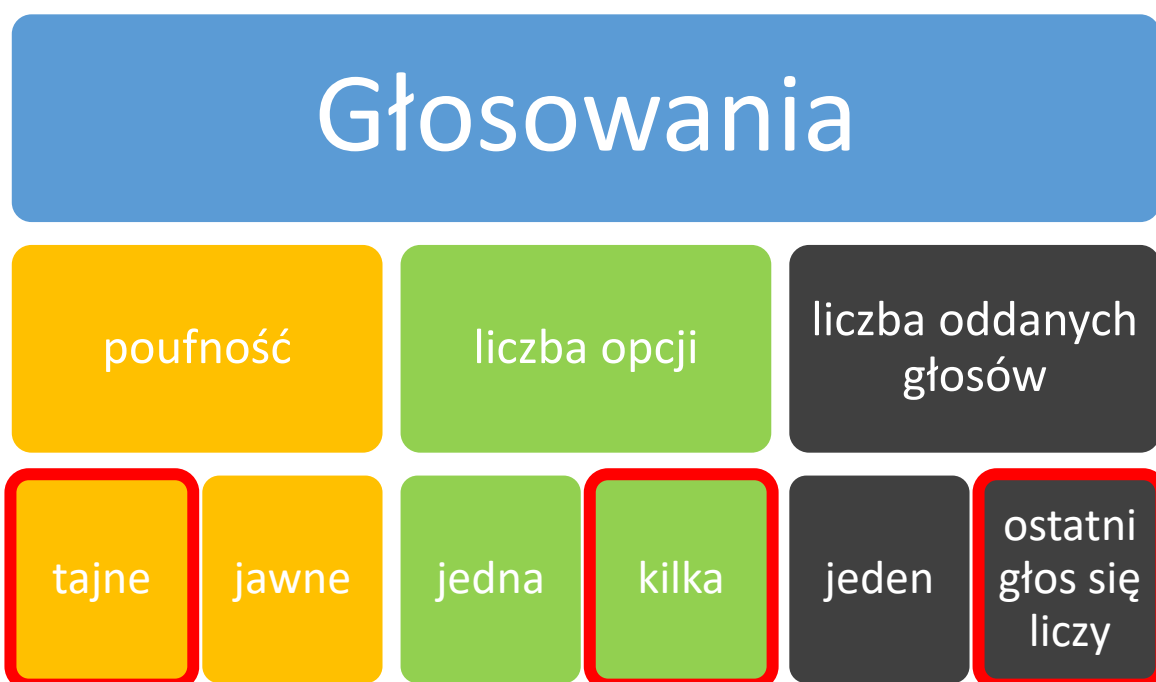 Głosowania
poufność
liczba opcji
liczba oddanych
głosów
tajne
jawne
jedna
kilka
jeden
ostatni
głos się
liczy